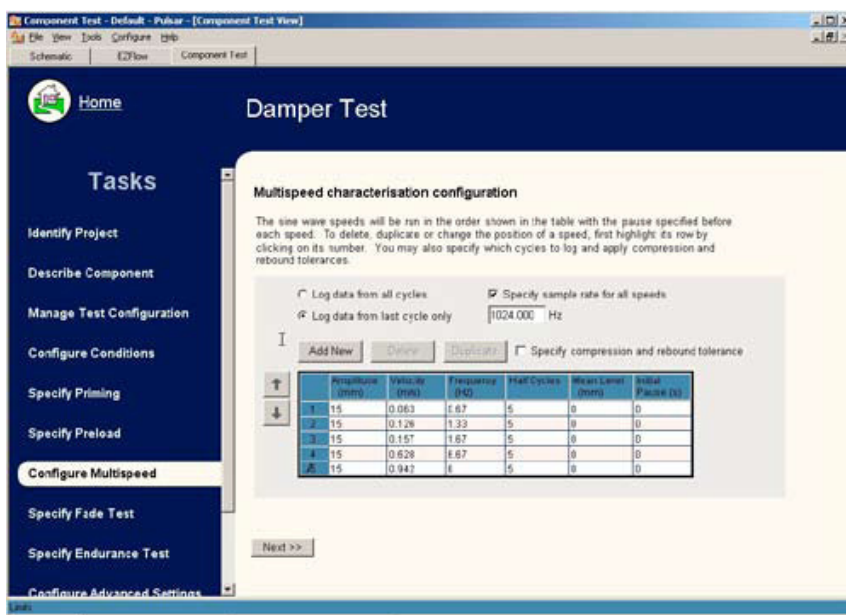 Component Test - Default - Pulsar - [Component Test View]
File View Tools Configure Help
Schematic EZFlow Component Test
Home
Damper Test
Tasks
Identify Project
Describe Component
Manage Test Configuration
Configure Conditions
Specify Priming
Specify Preload
Configure Multispeed
Specify Fade Test
Specify Endurance Test
Configure Advanced Settings
Multispeed characterisation configuration
The sine wave speeds will be run in the order shown in the table with the pause specified before
each speed. To delete, duplicate or change the position of a speed, first highlight its row by
clicking on its number. You may also specify which cycles to log and apply compression and
rebound tolerances.
Log data from all cycles Specify sample rate for all speeds
Log data from last cycle only 1024.000 Hz
Add New Delete Duplicate Specify compression and rebound tolerance
Amplitude (mm) Velocity (m/s) Frequency (HZ) Half Cycles Mean Level (mm) Initial Pause (s)
1 15 0.063 0.67 5 0 0
2 15 0.126 1.33 5 0 0
3 15 0.157 1.67 5 0 0
4 15 0.628 6.67 5 0 0
15 0.942 5 0 0
Next >>
Limits